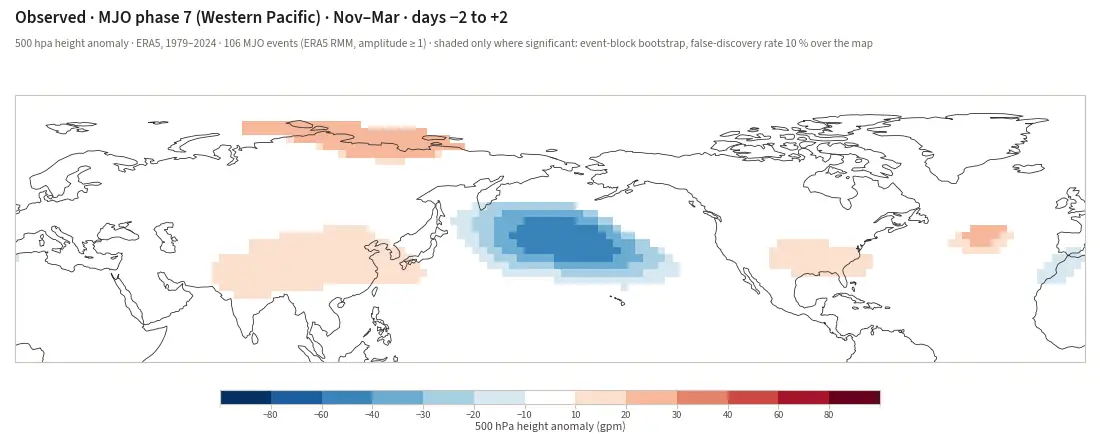 Observed · MJO phase 7 (Western Pacific) · Nov–Mar · days −2 to +2
500 hpa height anomaly · ERA5, 1979–2024 · 106 MJO events (ERA5 RMM, amplitude ≥ 1) · shaded only where significant: event-block bootstrap, false-discovery rate 10 % over the map
−80 −60 −40 −30 −20 −10 10 20 30 40 60 80
500 hPa height anomaly (gpm)